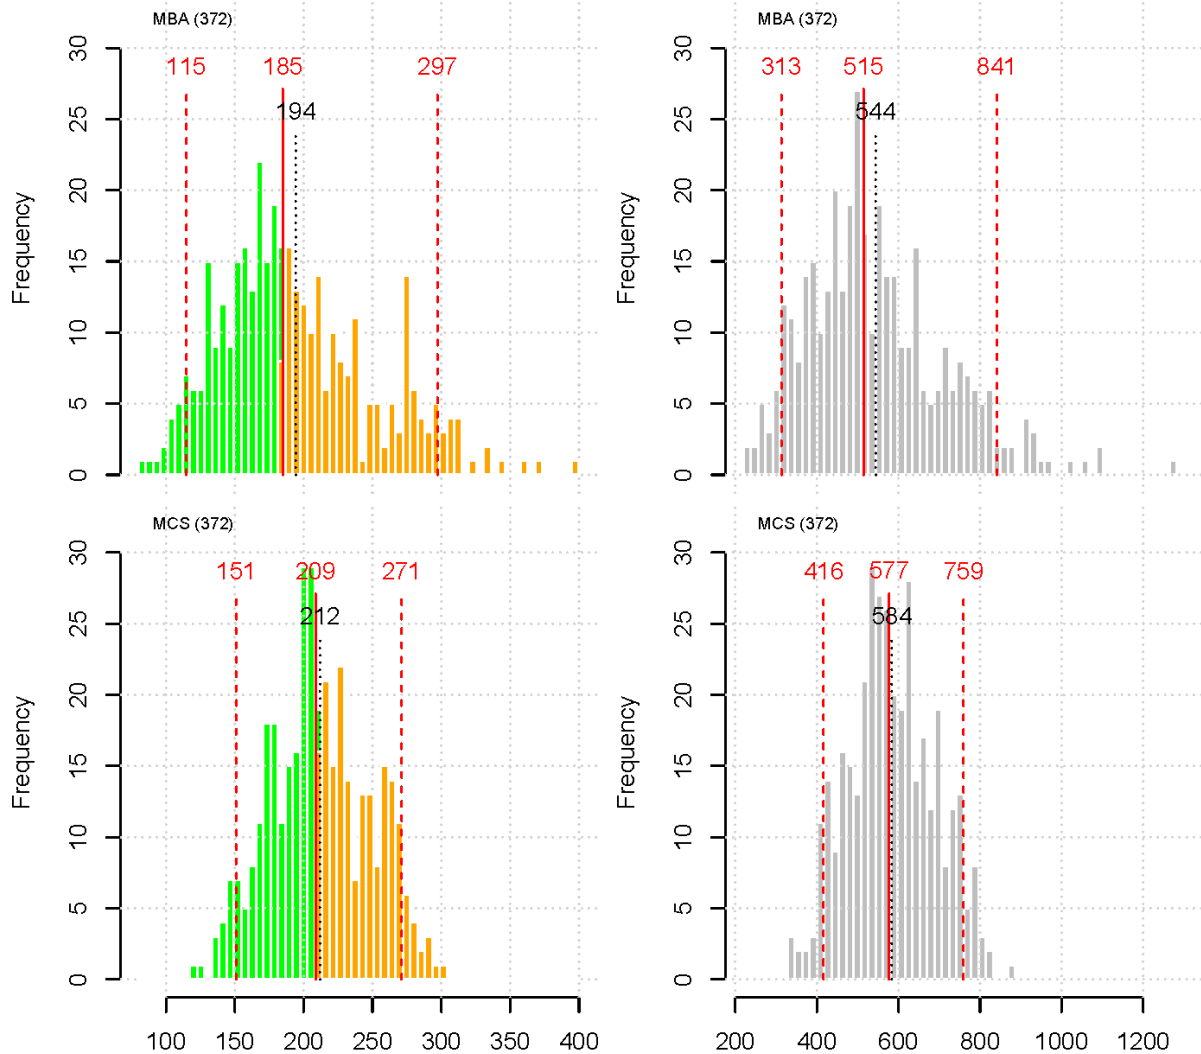 MBA (372)
115 185 297
194
Frequency
0 5 10 15 20 25 30
MBA (372)
313 515 841
544
Frequency
0 5 10 15 20 25 30
MCS (372)
151 209 271
212
Frequency
0 5 10 15 20 25 30
100 150 200 250 300 350 400
MCS (372)
416 577 759
584
Frequency
0 5 10 15 20 25 30
200 400 600 800 1000 1200